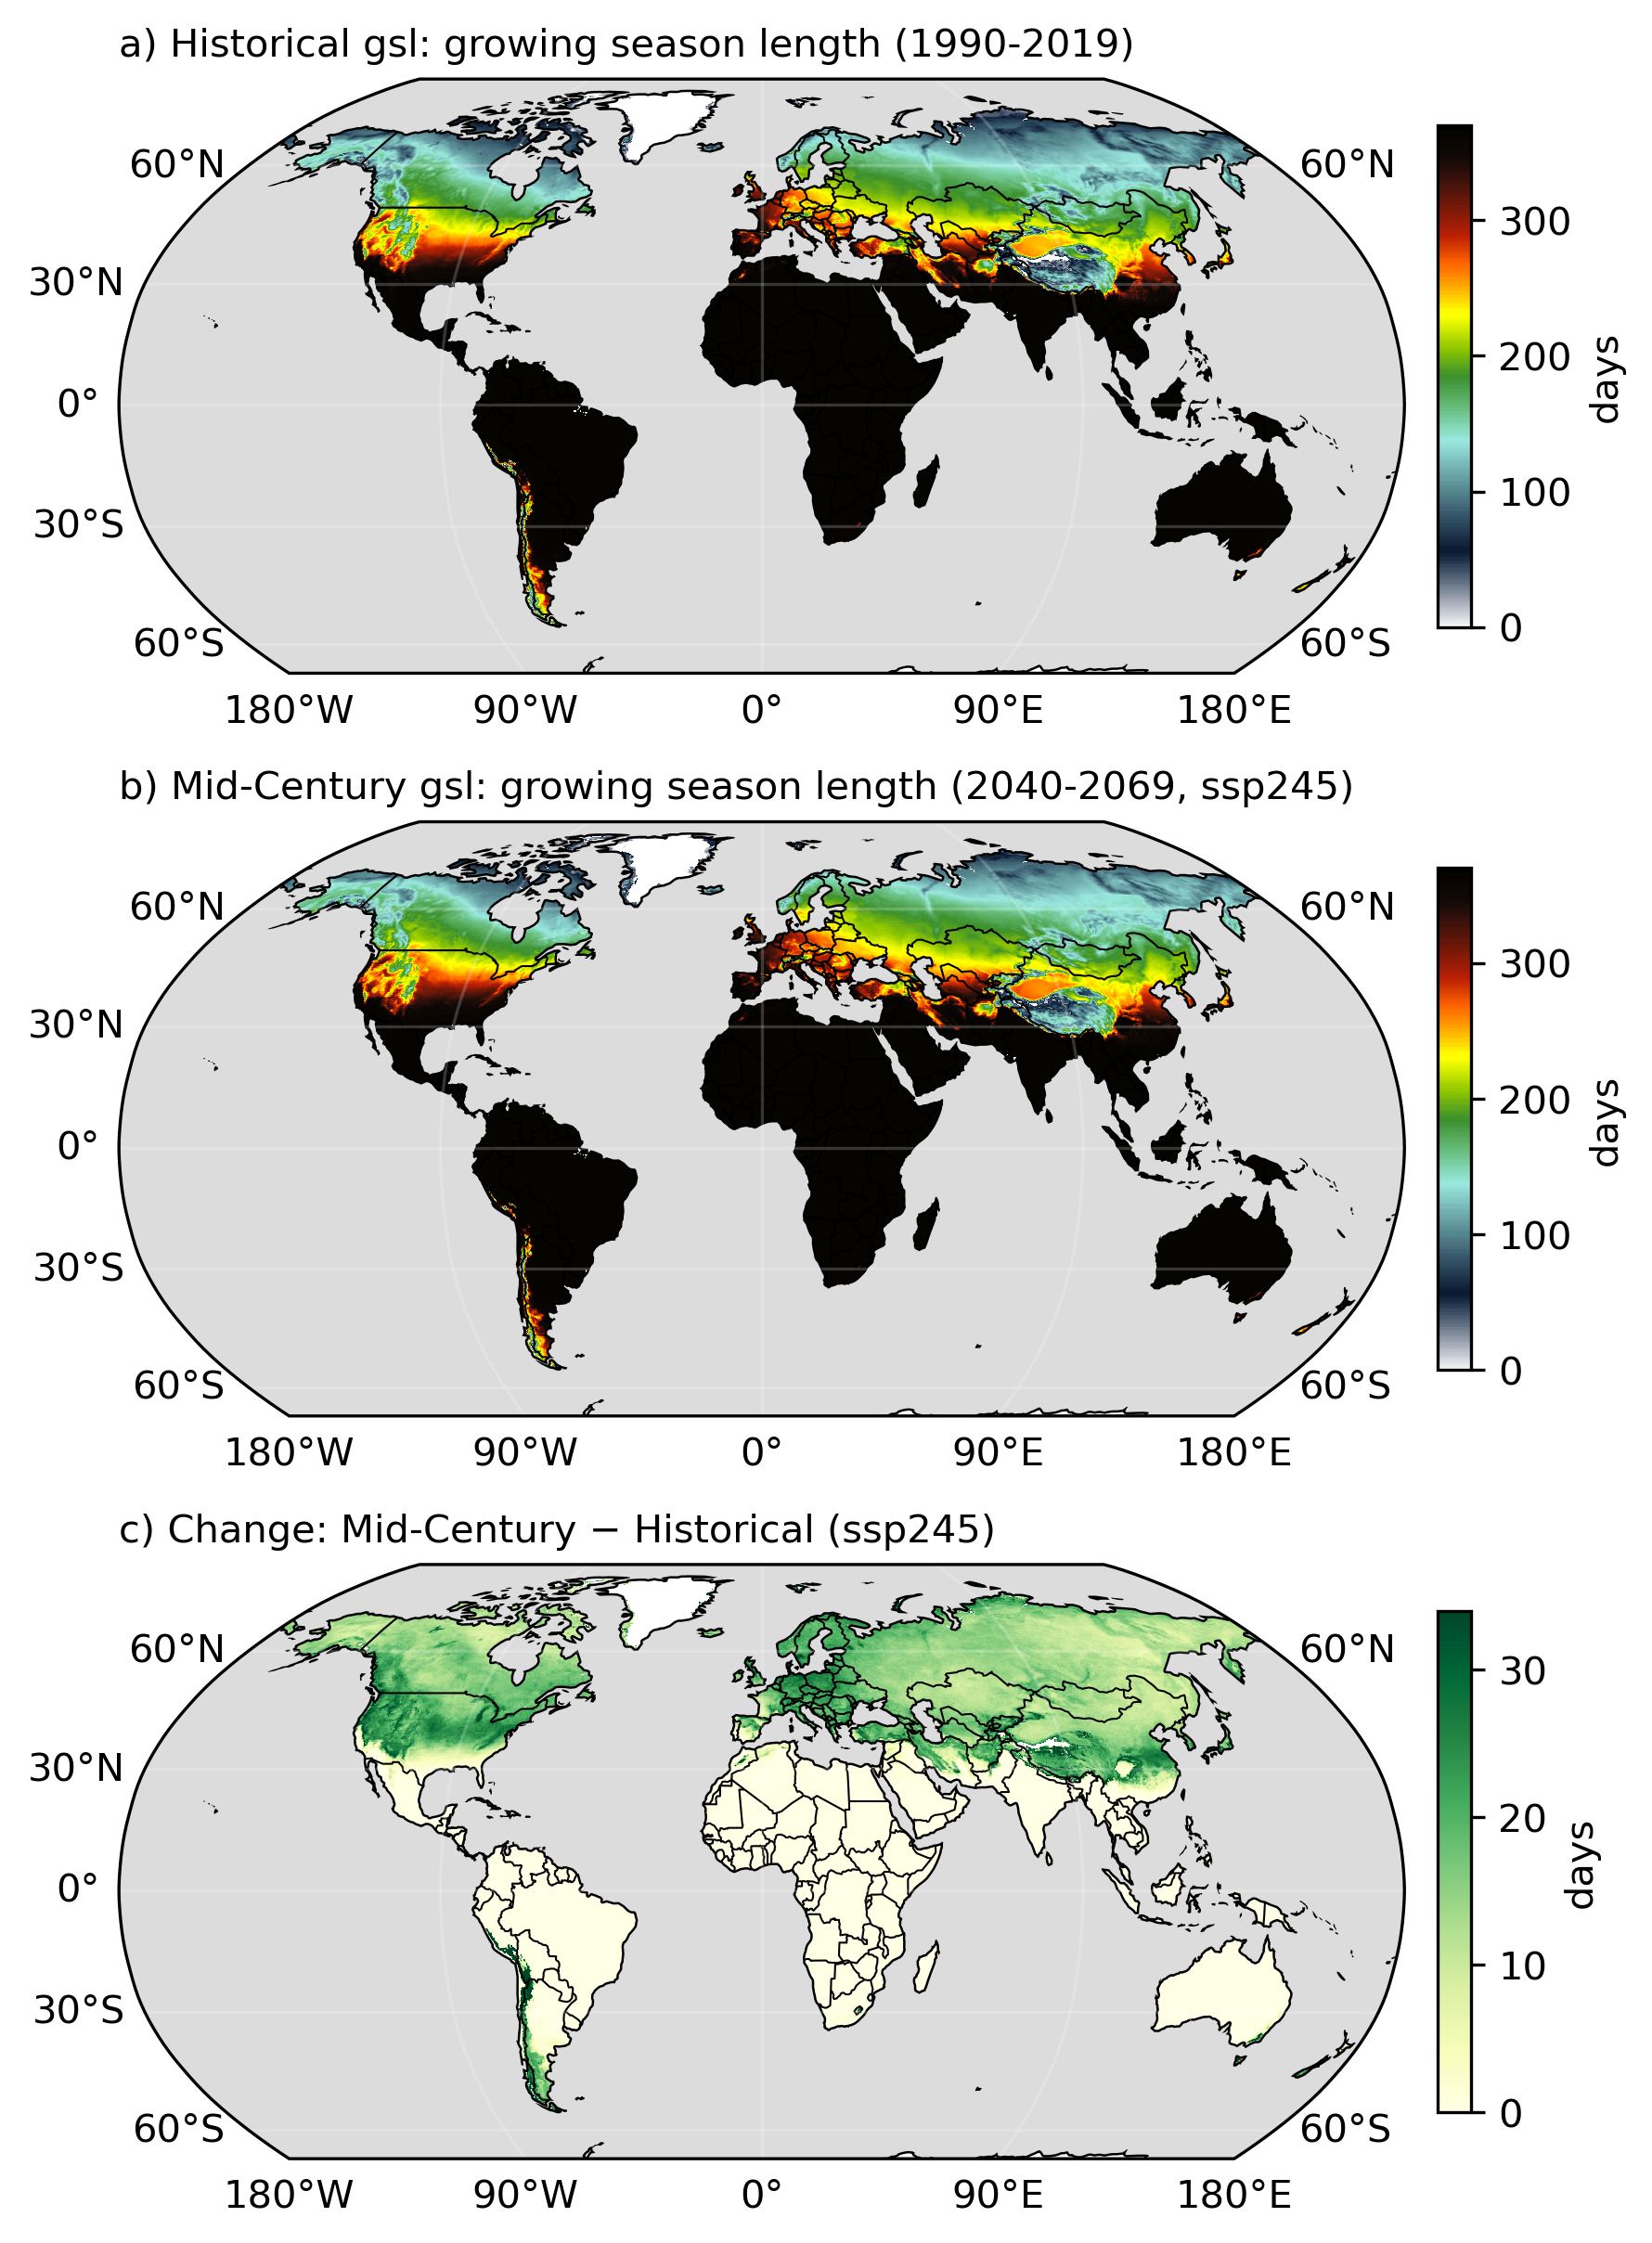 a) Historical gsl: growing season length (1990-2019)
60°N 60°N
30°N
0°
30°S
60°S 60°S
180°W 90°W 0° 90°E 180°E
300
200
100
0
days
b) Mid-Century gsl: growing season length (2040-2069, ssp245)
60°N 60°N
30°N
0°
30°S
60°S 60°S
180°W 90°W 0° 90°E 180°E
300
200
100
0
days
c) Change: Mid-Century − Historical (ssp245)
60°N 60°N
30°N
0°
30°S
60°S 60°S
180°W 90°W 0° 90°E 180°E
30
20
10
0
days